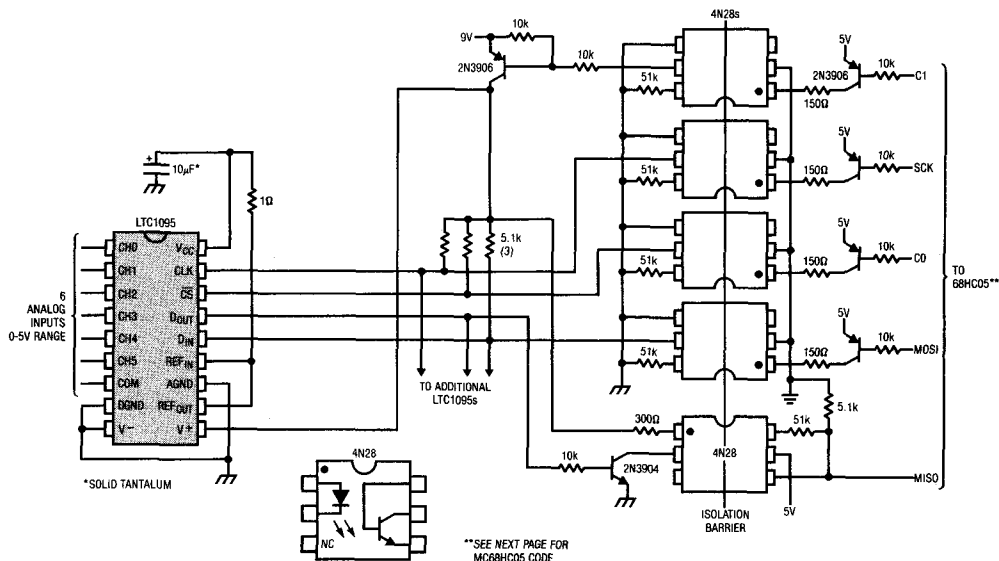 4N28s
10k
9V
2N3906
10k
51k
150Ω
5V
2N3906
10k
C1
51k
150Ω
5V
10k
SCK
51k
150Ω
5V
10k
C0
51k
150Ω
5V
10k
MOSI
TO
68HC05**
+
10µF*
1Ω
5.1k
(3)
LTC1095
CH0
CH1
CH2
CH3
CH4
CH5
COM
DGND
V−
VCC
CLK
CS
DOUT
DIN
REFIN
AGND
REFOUT
V+
6
ANALOG
INPUTS
0-5V RANGE
TO ADDITIONAL
LTC1095s
300Ω
10k
2N3904
4N28
51k
5.1k
MISO
5V
ISOLATION
BARRIER
*SOLID TANTALUM
4N28
NC
**SEE NEXT PAGE FOR
MC68HC05 CODE